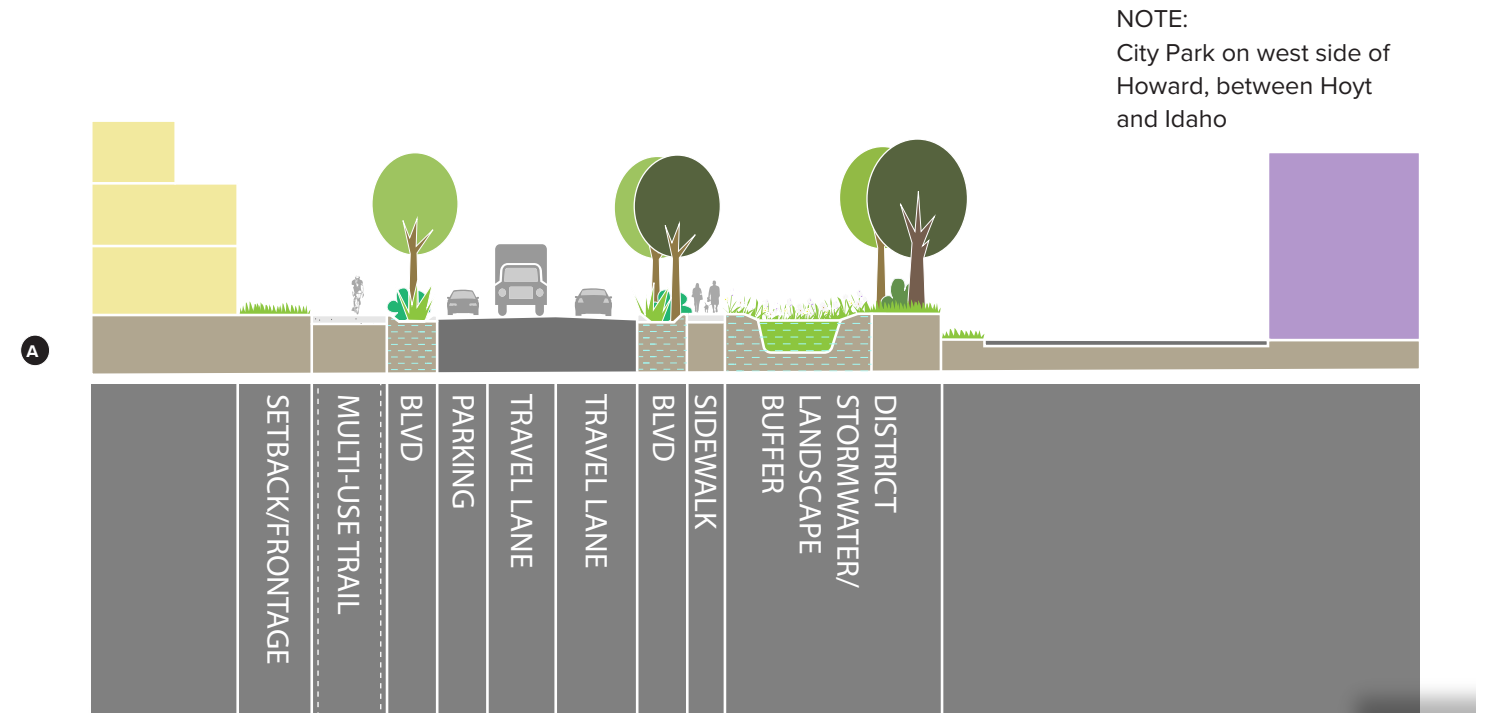 NOTE:
City Park on west side of
Howard, between Hoyt
and Idaho
A
SETBACK/FRONTAGE
MULTI-USE TRAIL
BLVD
PARKING
TRAVEL LANE
TRAVEL LANE
BLVD
SIDEWALK
DISTRICT
STORMWATER/
LANDSCAPE
BUFFER